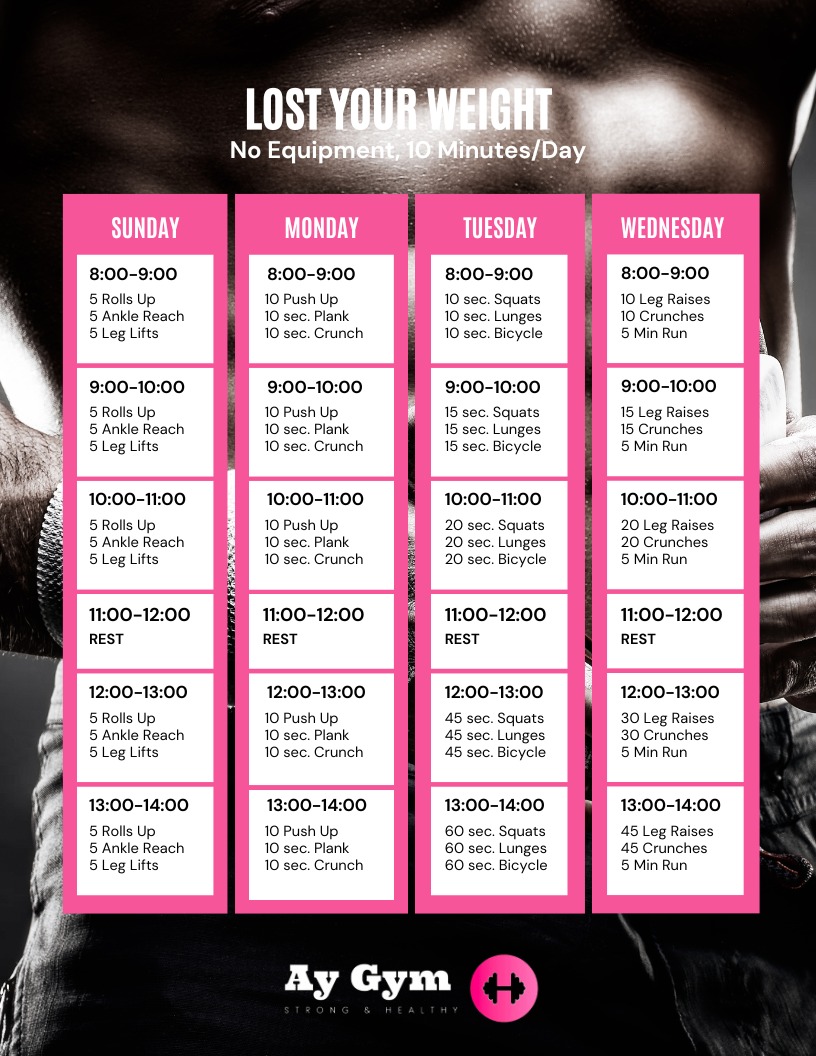 LOST YOUR WEIGHT
No Equipment, 10 Minutes/Day
SUNDAY
8:00-9:00
5 Rolls Up
5 Ankle Reach
5 Leg Lifts
9:00-10:00
5 Rolls Up
5 Ankle Reach
5 Leg Lifts
10:00-11:00
5 Rolls Up
5 Ankle Reach
5 Leg Lifts
11:00-12:00
REST
12:00-13:00
5 Rolls Up
5 Ankle Reach
5 Leg Lifts
13:00-14:00
5 Rolls Up
5 Ankle Reach
5 Leg Lifts
MONDAY
8:00-9:00
10 Push Up
10 sec. Plank
10 sec. Crunch
9:00-10:00
10 Push Up
10 sec. Plank
10 sec. Crunch
10:00-11:00
10 Push Up
10 sec. Plank
10 sec. Crunch
11:00-12:00
REST
12:00-13:00
10 Push Up
10 sec. Plank
10 sec. Crunch
13:00-14:00
10 Push Up
10 sec. Plank
10 sec. Crunch
TUESDAY
8:00-9:00
10 sec. Squats
10 sec. Lunges
10 sec. Bicycle
9:00-10:00
15 sec. Squats
15 sec. Lunges
15 sec. Bicycle
10:00-11:00
20 sec. Squats
20 sec. Lunges
20 sec. Bicycle
11:00-12:00
REST
12:00-13:00
45 sec. Squats
45 sec. Lunges
45 sec. Bicycle
13:00-14:00
60 sec. Squats
60 sec. Lunges
60 sec. Bicycle
WEDNESDAY
8:00-9:00
10 Leg Raises
10 Crunches
5 Min Run
9:00-10:00
15 Leg Raises
15 Crunches
5 Min Run
10:00-11:00
20 Leg Raises
20 Crunches
5 Min Run
11:00-12:00
REST
12:00-13:00
30 Leg Raises
30 Crunches
5 Min Run
13:00-14:00
45 Leg Raises
45 Crunches
5 Min Run
Ay Gym
STRONG & HEALTHY